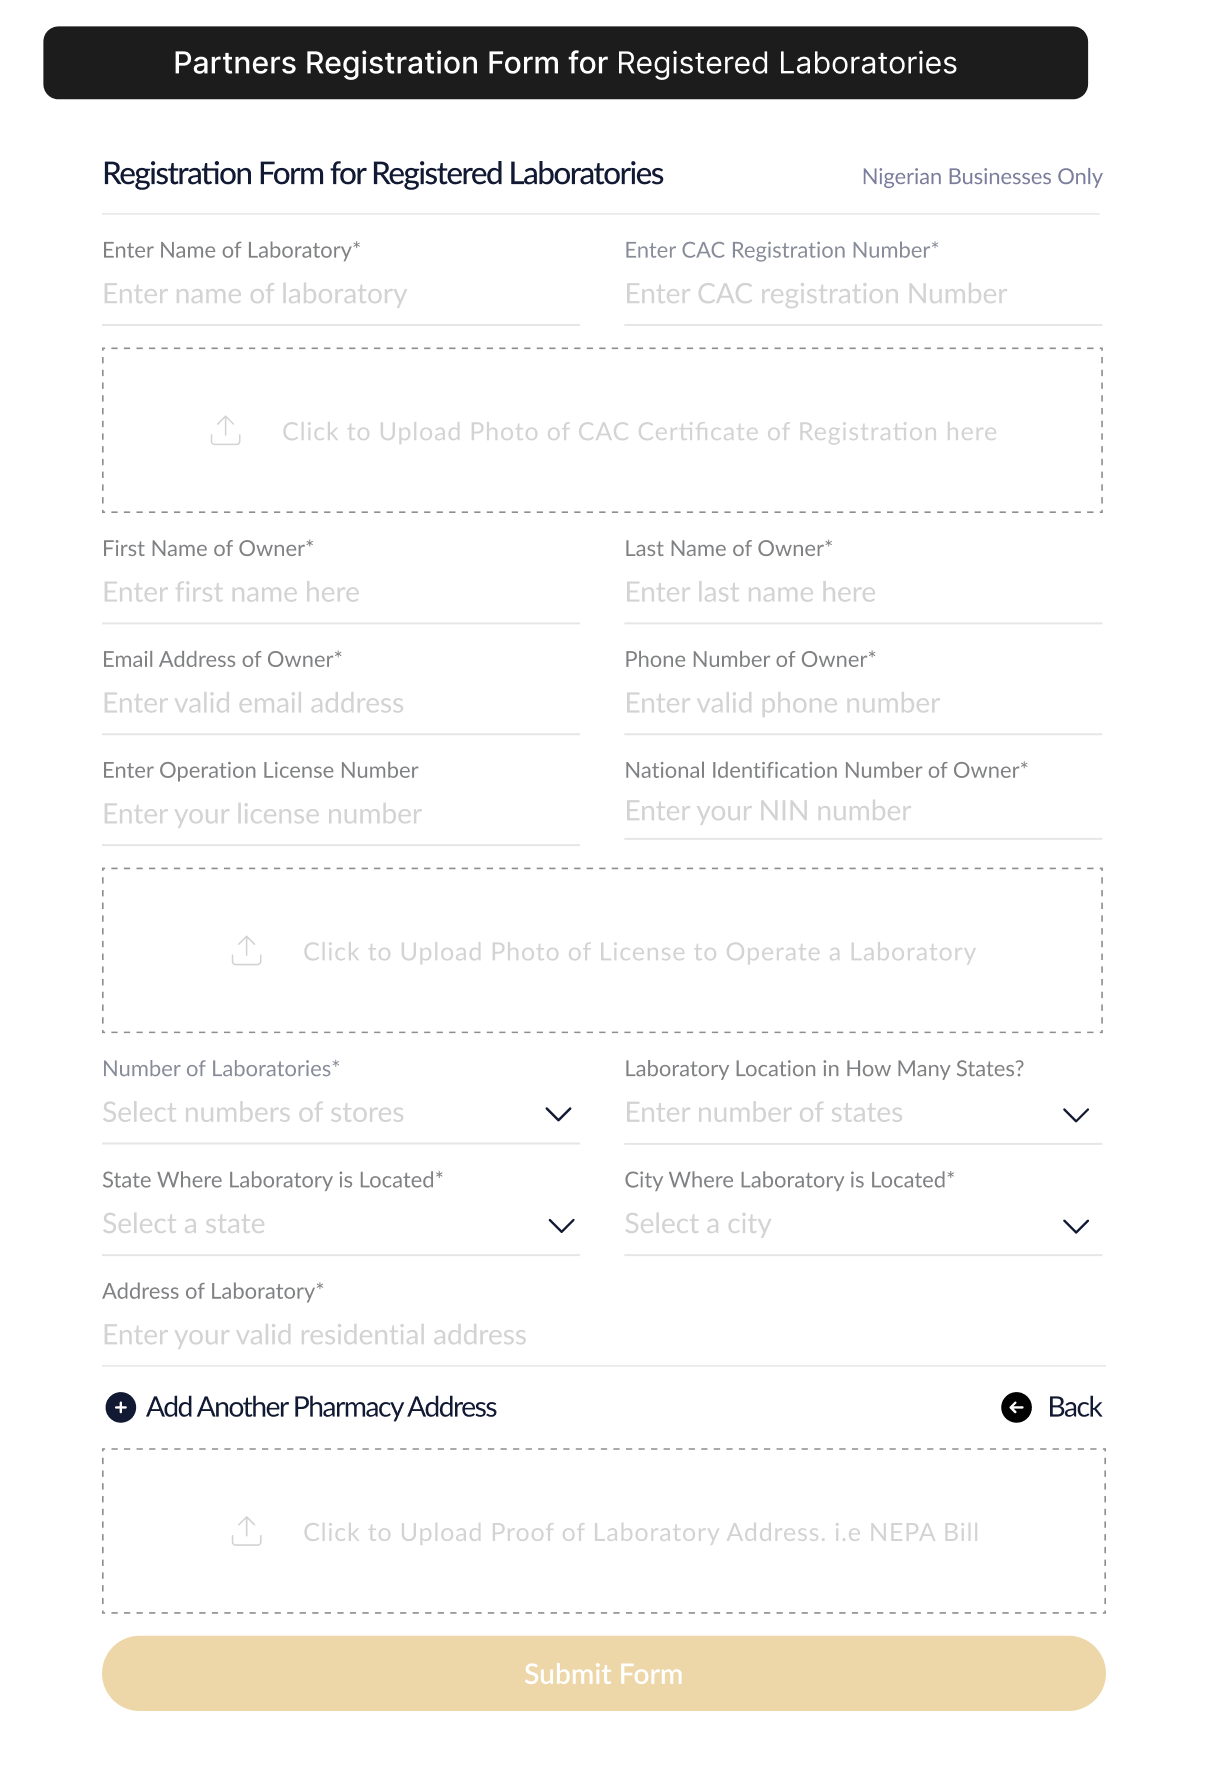 Partners Registration Form for Registered Laboratories
Registration Form for Registered Laboratories
Nigerian Businesses Only
Enter Name of Laboratory*
Enter name of laboratory
Enter CAC Registration Number*
Enter CAC registration Number
Click to Upload Photo of CAC Certificate of Registration here
First Name of Owner*
Enter first name here
Last Name of Owner*
Enter last name here
Email Address of Owner*
Enter valid email address
Phone Number of Owner*
Enter valid phone number
Enter Operation License Number
Enter your license number
National Identification Number of Owner*
Enter your NIN number
Click to Upload Photo of License to Operate a Laboratory
Number of Laboratories*
Select numbers of stores
Laboratory Location in How Many States?
Enter number of states
State Where Laboratory is Located*
Select a state
City Where Laboratory is Located*
Select a city
Address of Laboratory*
Enter your valid residential address
Add Another Pharmacy Address
Back
Click to Upload Proof of Laboratory Address. i.e NEPA Bill
Submit Form